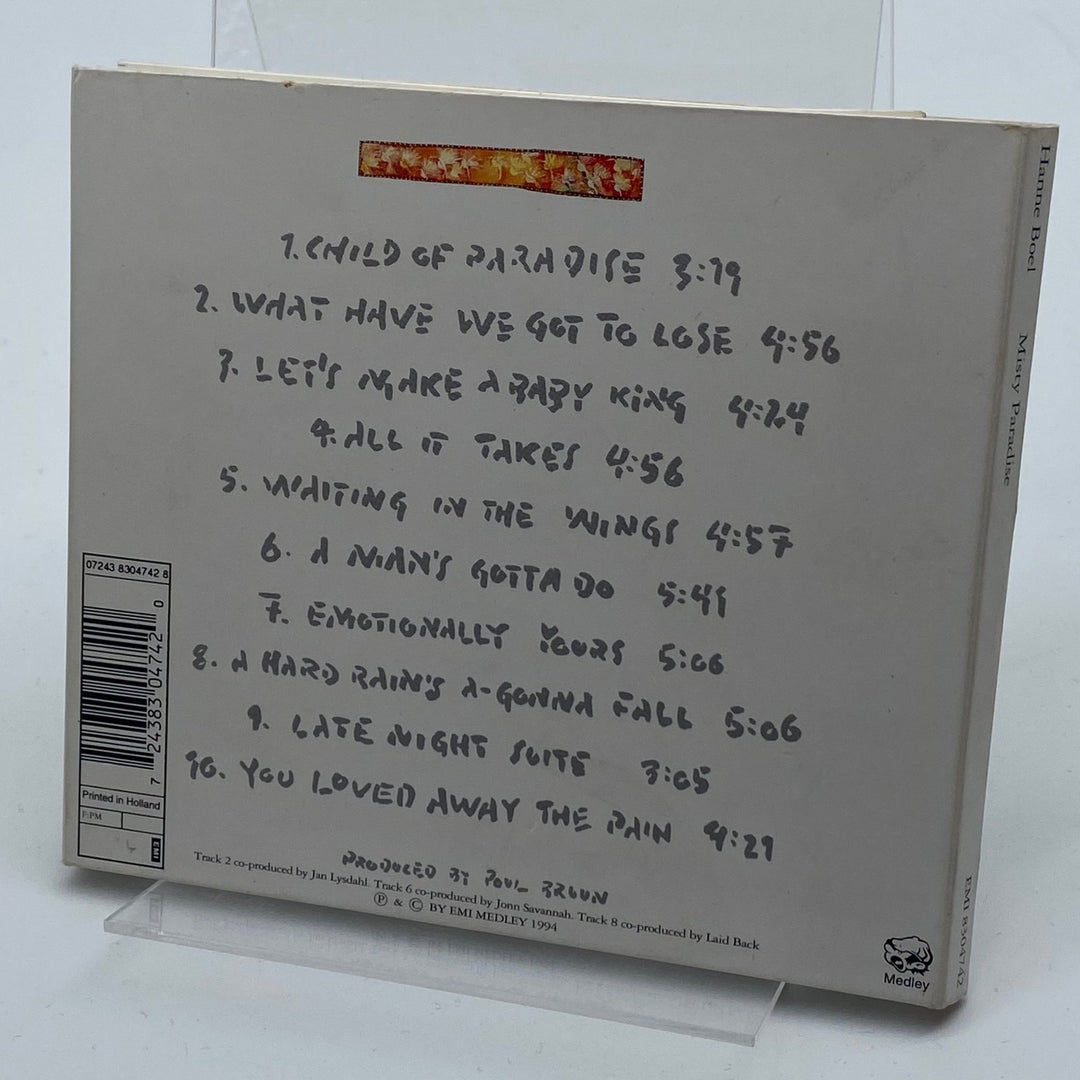 1. CHILD OF PARADISE 3:19
2. WHAT HAVE WE GOT TO LOSE 4:56
3. LET'S MAKE A BABY KING 4:24
4. ALL IT TAKES 4:56
5. WAITING IN THE WINGS 4:57
6. A MAN'S GOTTA DO 5:41
7. EMOTIONALLY YOURS 5:06
8. A HARD RAIN'S A-GONNA FALL 5:06
9. LATE NIGHT SUITE 3:05
10. YOU LOVED AWAY THE PAIN 4:29
PRODUCED BY POUL BRUUN
Track 2 co-produced by Jan Lysdahl. Track 6 co-produced by Jonn Savannah. Track 8 co-produced by Laid Back
℗ & © BY EMI MEDLEY 1994
07243 8304742 8
7 24383 04742 0
Printed in Holland
F:PM
EMI
Medley
Hanne Boel Misty Paradise EMI 8304742